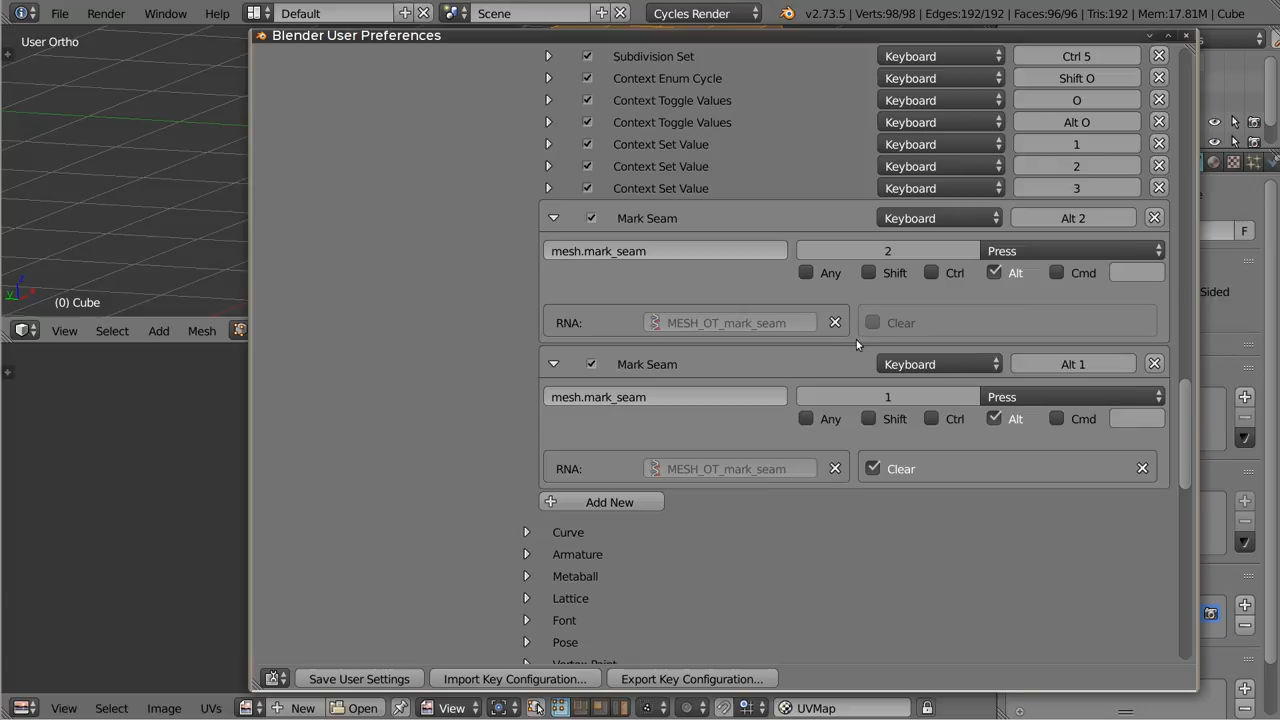 File Render Window Help Default Scene Cycles Render v2.73.5 | Verts:98/98 | Edges:192/192 | Faces:96/96 | Tris:192 | Mem:17.81M | Cube
User Ortho
Blender User Preferences
Subdivision Set Keyboard Ctrl 5
Context Enum Cycle Keyboard Shift O
Context Toggle Values Keyboard O
Context Toggle Values Keyboard Alt O
Context Set Value Keyboard 1
Context Set Value Keyboard 2
Context Set Value Keyboard 3
Mark Seam Keyboard Alt 2
mesh.mark_seam 2 Press
Any Shift Ctrl Alt Cmd
RNA: MESH_OT_mark_seam Clear
Mark Seam Keyboard Alt 1
mesh.mark_seam 1 Press
Any Shift Ctrl Alt Cmd
RNA: MESH_OT_mark_seam Clear
Add New
Curve
Armature
Metaball
Lattice
Font
Pose
Save User Settings Import Key Configuration... Export Key Configuration...
y z x
(0) Cube
View Select Add Mesh
F
Sided
View Select Image UVs New Open View UVMap